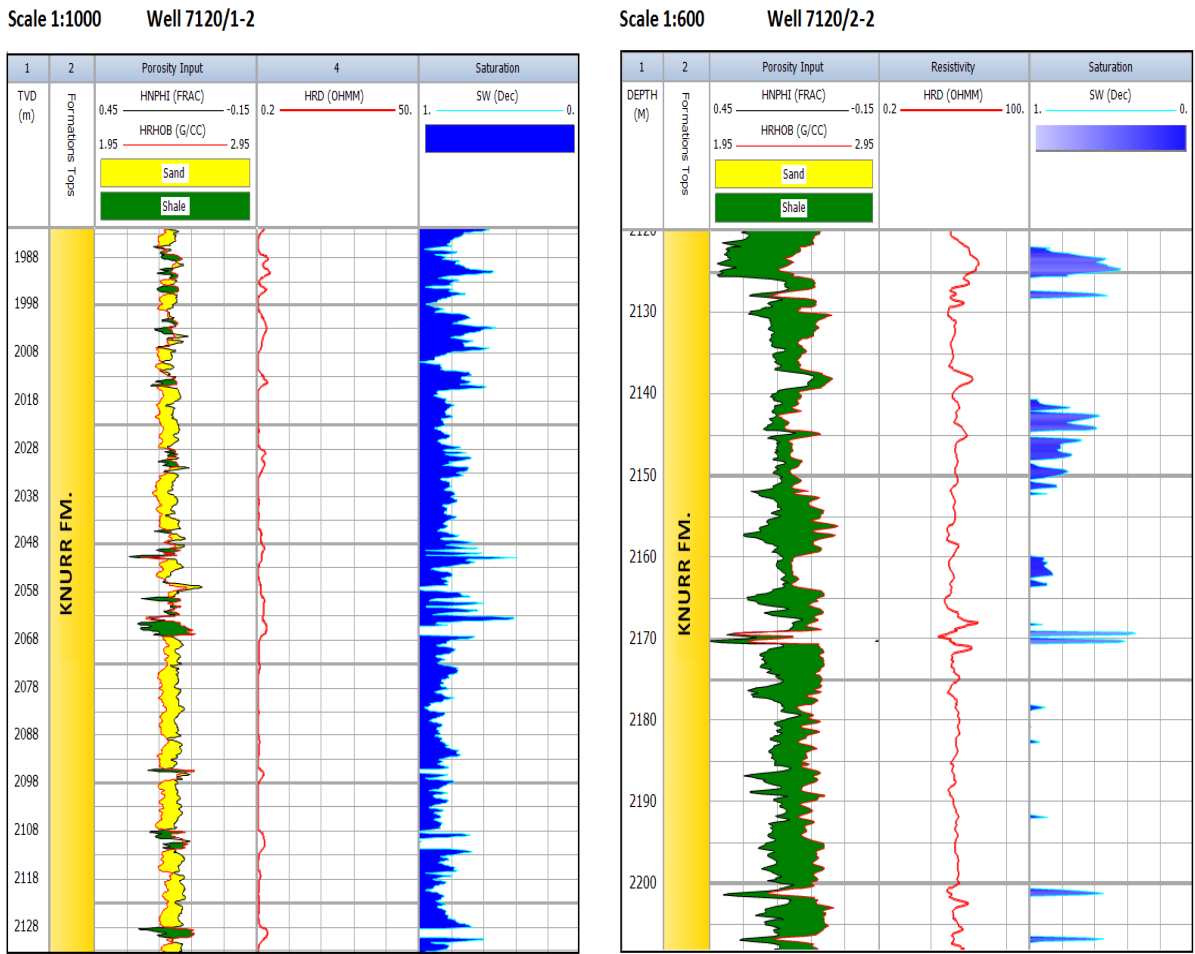 Scale 1:1000 Well 7120/1-2
1 2 Porosity Input 4 Saturation
TVD
(m)
Formations Tops
HNPHI (FRAC)
0.45 -0.15
HRHOB (G/CC)
1.95 2.95
Sand
Shale
HRD (OHMM)
0.2 50.
SW (Dec)
1. 0.
1988
1998
2008
2018
2028
2038
2048
2058
2068
2078
2088
2098
2108
2118
2128
KNURR FM.
Scale 1:600 Well 7120/2-2
1 2 Porosity Input Resistivity Saturation
DEPTH
(M)
Formations Tops
HNPHI (FRAC)
0.45 -0.15
HRHOB (G/CC)
1.95 2.95
Sand
Shale
HRD (OHMM)
0.2 100.
SW (Dec)
1. 0.
2120
2130
2140
2150
2160
2170
2180
2190
2200
KNURR FM.